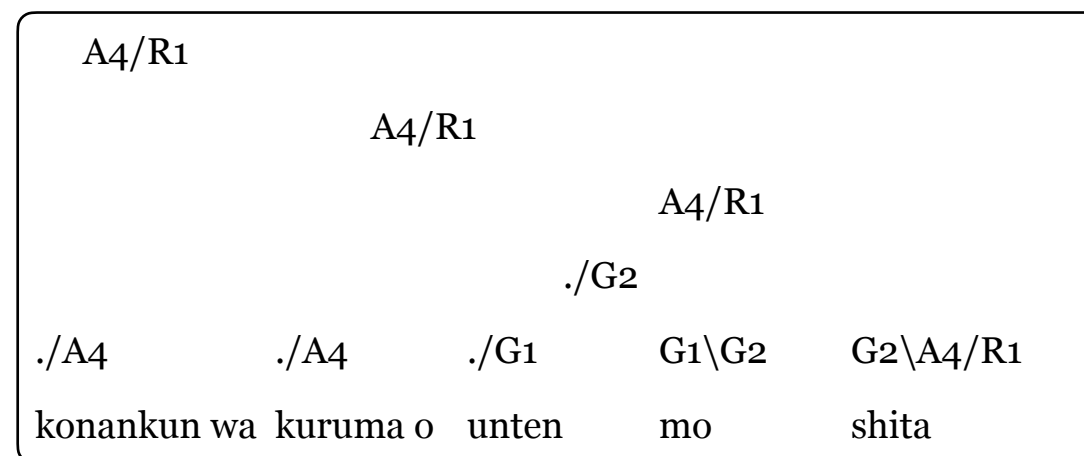 A4/R1
A4/R1
A4/R1
./G2
./A4 ./A4 ./G1 G1\G2 G2\A4/R1
konankun wa kuruma o unten mo shita